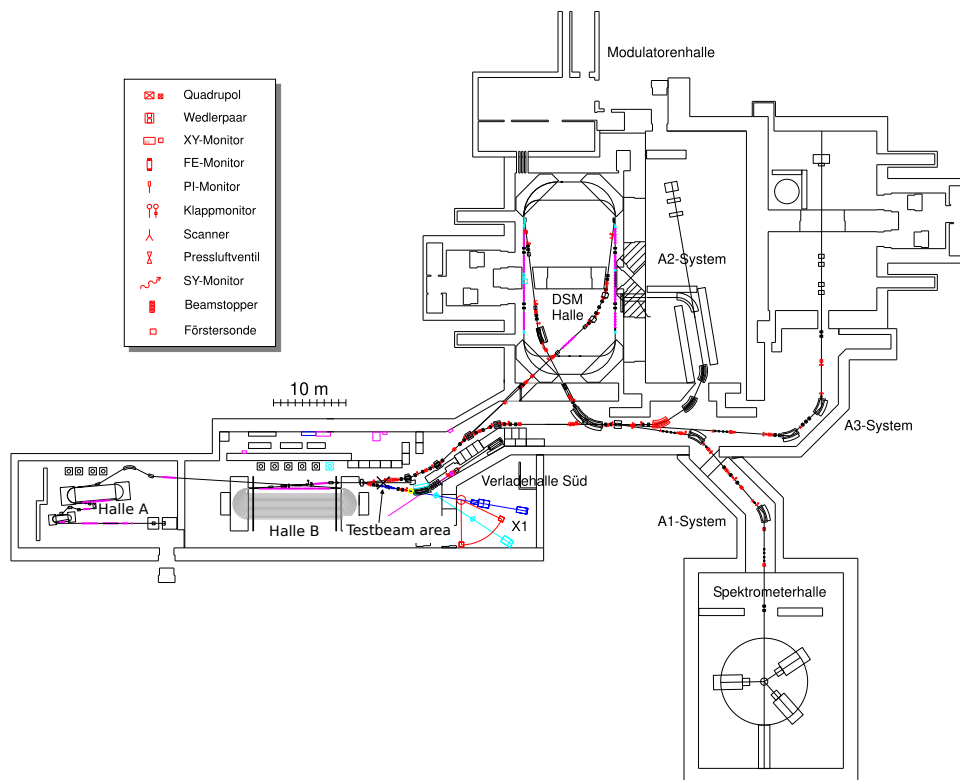 Modulatorenhalle
Quadrupol
Wedlerpaar
XY-Monitor
FE-Monitor
PI-Monitor
Klappmonitor
Scanner
Pressluftventil
SY-Monitor
Beamstopper
Förstersonde
A2-System
DSM
Halle
10 m
A3-System
Verladehalle Süd
Halle A
Halle B
Testbeam area
X1
A1-System
Spektrometerhalle